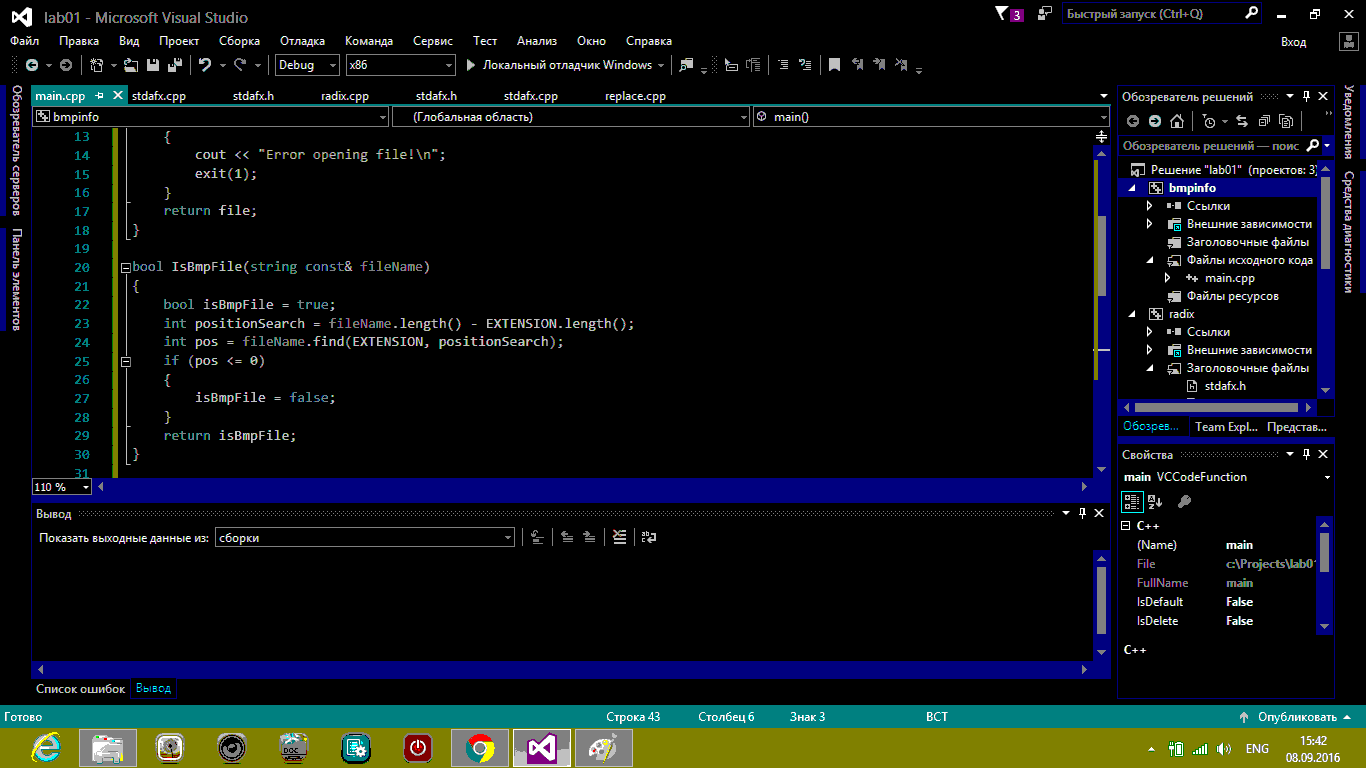 lab01 - Microsoft Visual Studio
3
Быстрый запуск (Ctrl+Q)
Файл Правка Вид Проект Сборка Отладка Команда Сервис Тест Анализ Окно Справка
Вход
Debug x86 Локальный отладчик Windows
Обозреватель серверов
Панель элементов
main.cpp stdafx.cpp stdafx.h radix.cpp stdafx.h stdafx.cpp replace.cpp
bmpinfo (Глобальная область) main()
13 {
14 cout << "Error opening file!\n";
15 exit(1);
16 }
17 return file;
18 }
19
20 bool IsBmpFile(string const& fileName)
21 {
22 bool isBmpFile = true;
23 int positionSearch = fileName.length() - EXTENSION.length();
24 int pos = fileName.find(EXTENSION, positionSearch);
25 if (pos <= 0)
26 {
27 isBmpFile = false;
28 }
29 return isBmpFile;
30 }
31
110 %
Вывод
Показать выходные данные из: сборки
Список ошибок Вывод
Обозреватель решений
Обозреватель решений — поис
Решение "lab01" (проектов: 3)
bmpinfo
Ссылки
Внешние зависимости
Заголовочные файлы
Файлы исходного кода
main.cpp
Файлы ресурсов
radix
Ссылки
Внешние зависимости
Заголовочные файлы
stdafx.h
Обозрев... Team Expl... Представ...
Свойства
main VCCodeFunction
C++
(Name) main
File c:\Projects\lab01
FullName main
IsDefault False
IsDelete False
C++
Уведомления
Средства диагностики
Готово Строка 43 Столбец 6 Знак 3 ВСТ Опубликовать
DOC
ENG
15:42
08.09.2016